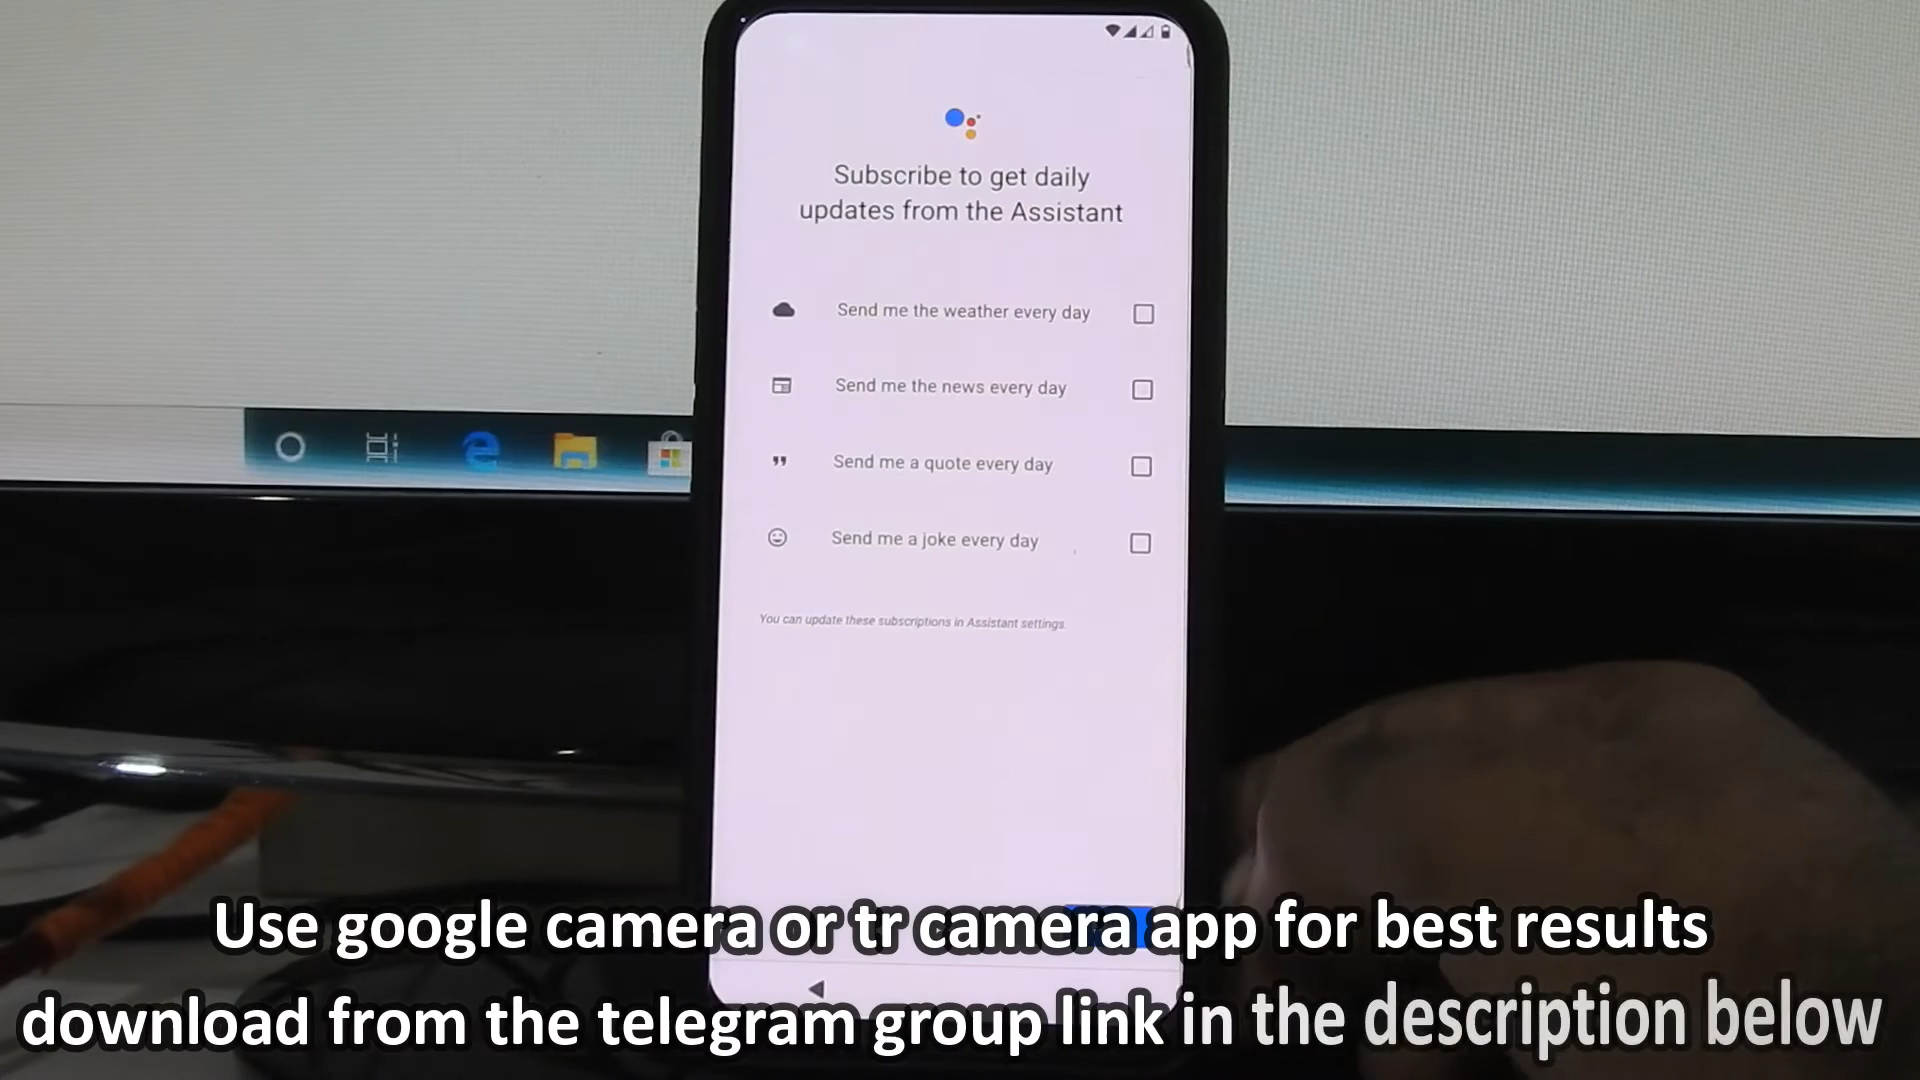 Subscribe to get daily
updates from the Assistant
Send me the weather every day
Send me the news every day
Send me a quote every day
Send me a joke every day
You can update these subscriptions in Assistant settings.
Use google camera or tr camera app for best results
download from the telegram group link in the description below